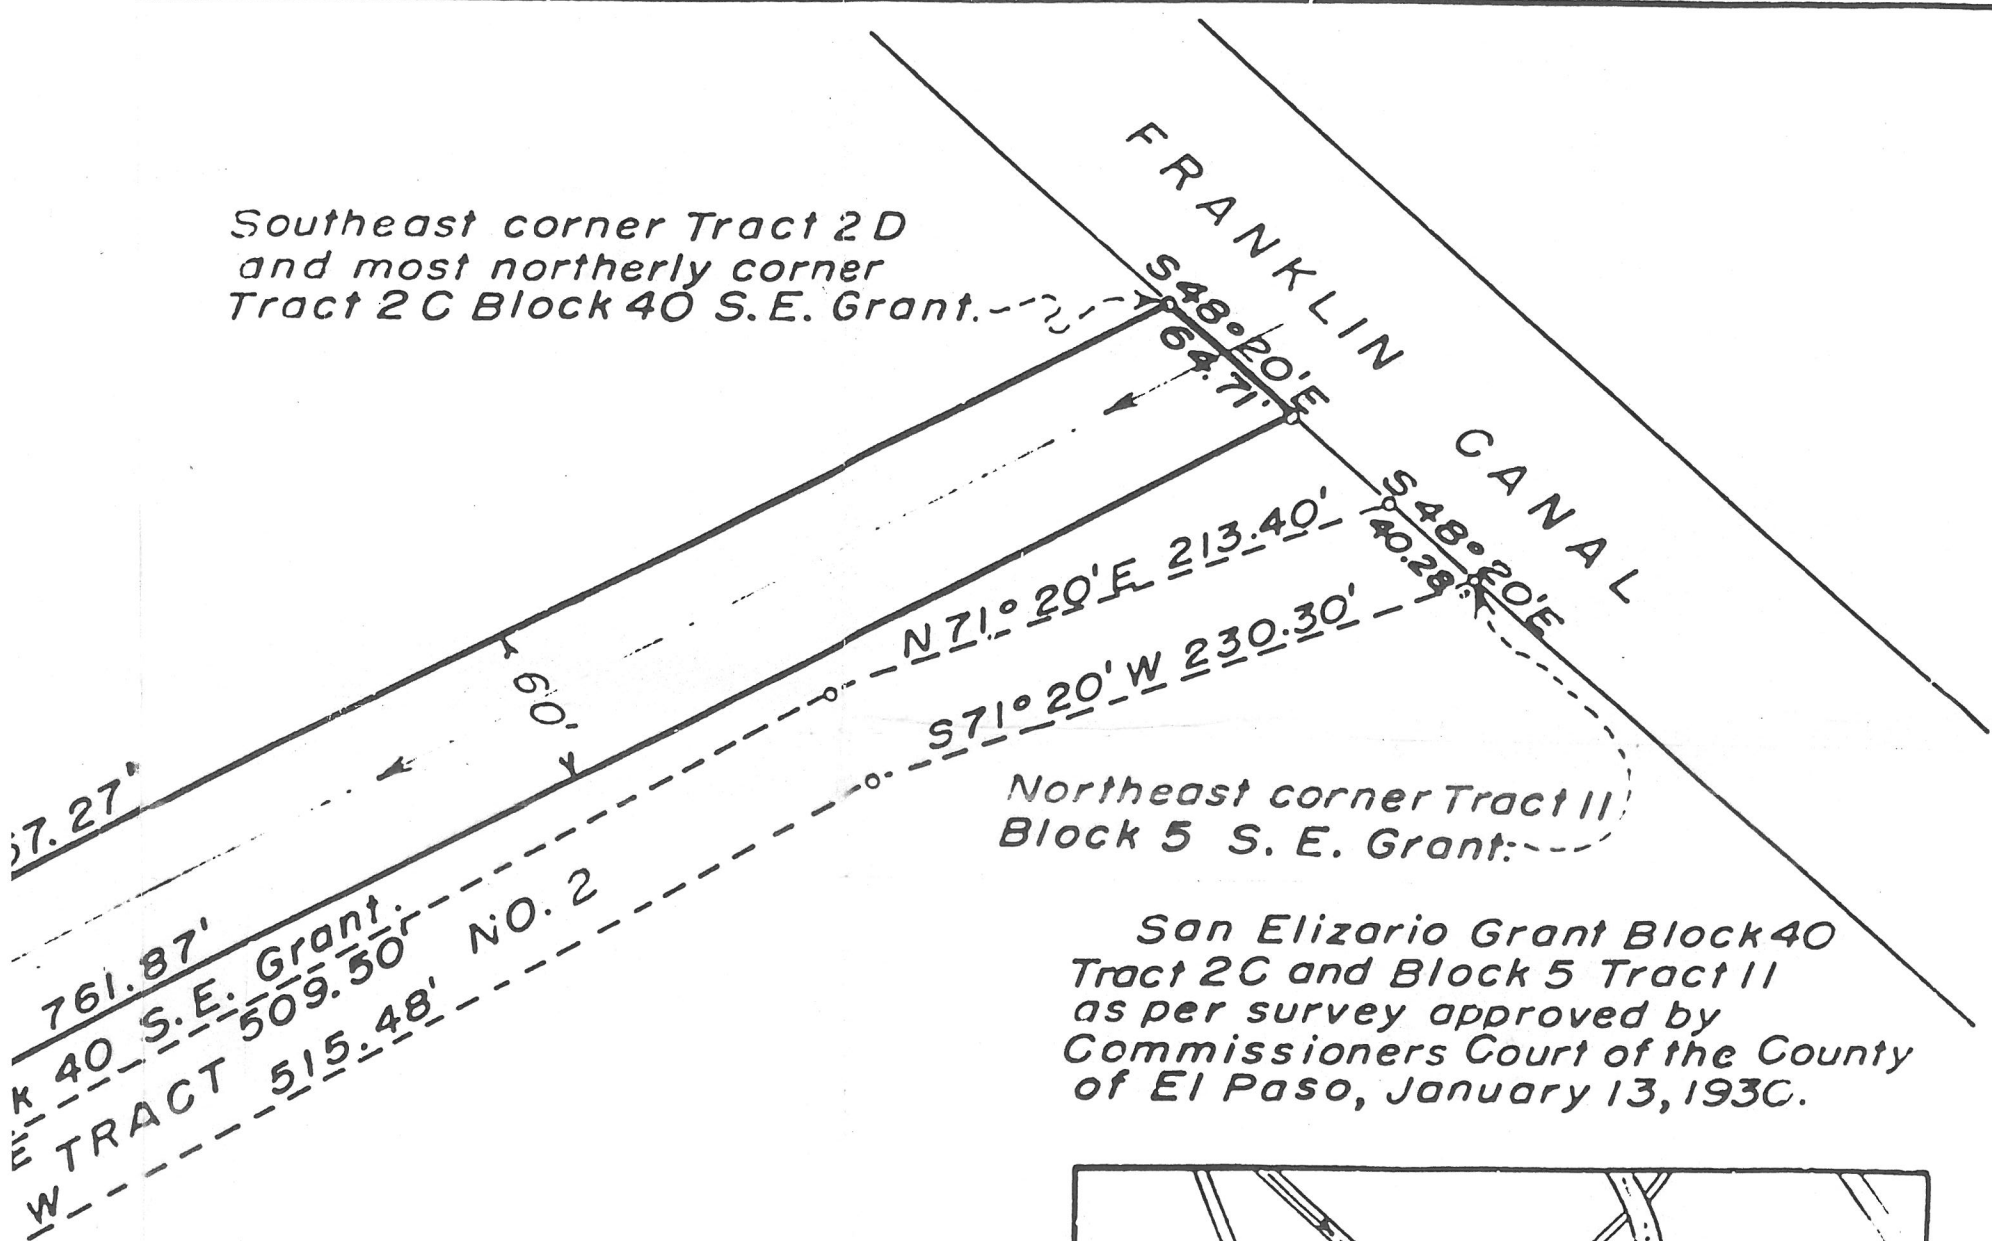 FRANKLIN CANAL
Southeast corner Tract 2D
and most northerly corner
Tract 2C Block 40 S.E. Grant.
S48°20'E
64.71'
S48°20'E
40.28
N71°20'E 213.40'
S71°20'W 230.30'
60'
7.27'
761.87'
K 40 S.E. Grant.
E 509.50'
TRACT NO. 2
W 515.48'
Northeast corner Tract 11
Block 5 S. E. Grant.
San Elizario Grant Block 40
Tract 2C and Block 5 Tract 11
as per survey approved by
Commissioners Court of the County
of El Paso, January 13,